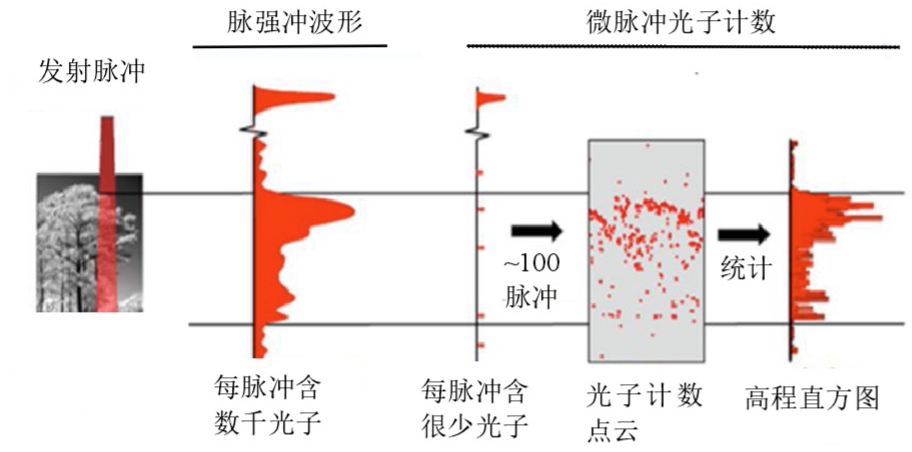 脉强冲波形
微脉冲光子计数
发射脉冲
~100
脉冲
统计
每脉冲含
数千光子
每脉冲含
很少光子
光子计数
点云
高程直方图